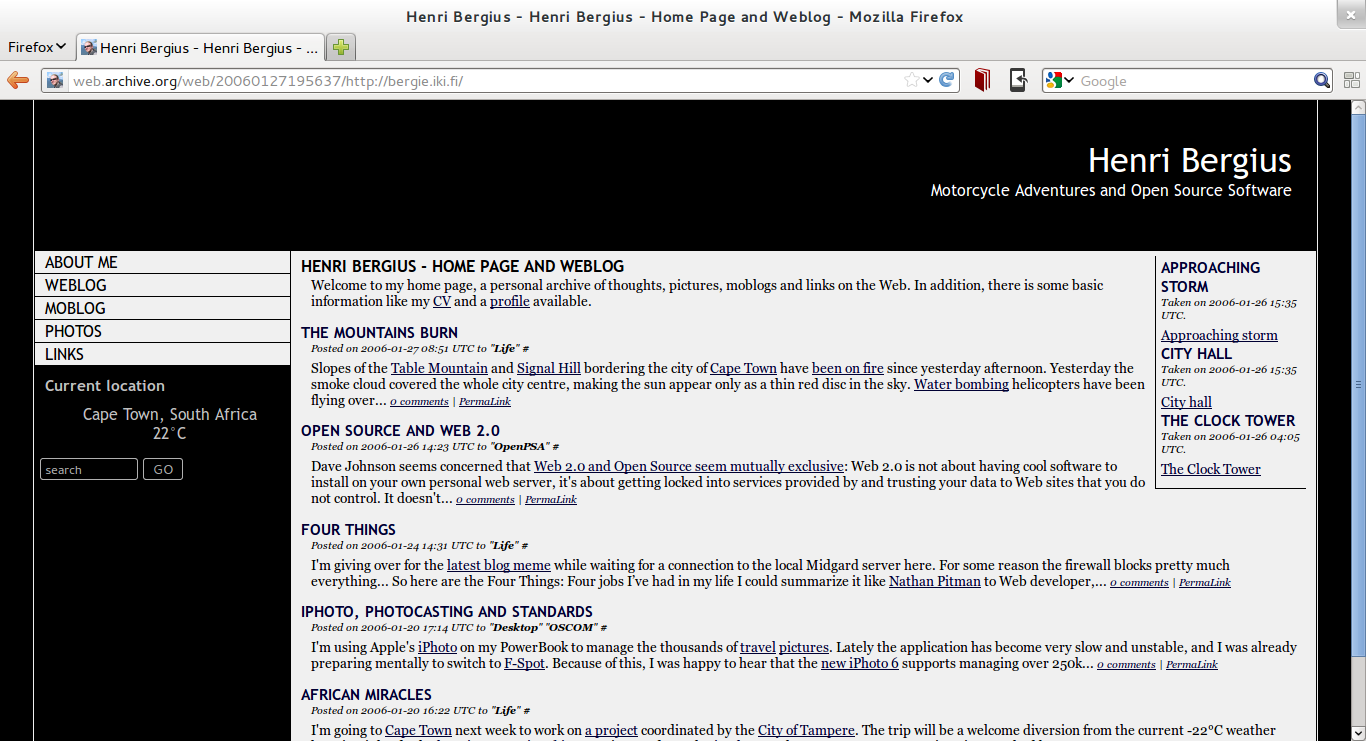 Henri Bergius - Henri Bergius - Home Page and Weblog - Mozilla Firefox
Firefox
Henri Bergius - Henri Bergius - ...
web.archive.org/web/20060127195637/http://bergie.iki.fi/
Google
Henri Bergius
Motorcycle Adventures and Open Source Software
ABOUT ME
WEBLOG
MOBLOG
PHOTOS
LINKS
Current location
Cape Town, South Africa
22°C
search
GO
HENRI BERGIUS - HOME PAGE AND WEBLOG
Welcome to my home page, a personal archive of thoughts, pictures, moblogs and links on the Web. In addition, there is some basic
information like my CV and a profile available.
THE MOUNTAINS BURN
Posted on 2006-01-27 08:51 UTC to "Life" #
Slopes of the Table Mountain and Signal Hill bordering the city of Cape Town have been on fire since yesterday afternoon. Yesterday the
smoke cloud covered the whole city centre, making the sun appear only as a thin red disc in the sky. Water bombing helicopters have been
flying over... 0 comments | PermaLink
OPEN SOURCE AND WEB 2.0
Posted on 2006-01-26 14:23 UTC to "OpenPSA" #
Dave Johnson seems concerned that Web 2.0 and Open Source seem mutually exclusive: Web 2.0 is not about having cool software to
install on your own personal web server, it's about getting locked into services provided by and trusting your data to Web sites that you do
not control. It doesn't... 0 comments | PermaLink
FOUR THINGS
Posted on 2006-01-24 14:31 UTC to "Life" #
I'm giving over for the latest blog meme while waiting for a connection to the local Midgard server here. For some reason the firewall blocks pretty much
everything... So here are the Four Things: Four jobs I've had in my life I could summarize it like Nathan Pitman to Web developer,... 0 comments | PermaLink
IPHOTO, PHOTOCASTING AND STANDARDS
Posted on 2006-01-20 17:14 UTC to "Desktop" "OSCOM" #
I'm using Apple's iPhoto on my PowerBook to manage the thousands of travel pictures. Lately the application has become very slow and unstable, and I was already
preparing mentally to switch to F-Spot. Because of this, I was happy to hear that the new iPhoto 6 supports managing over 250k... 0 comments | PermaLink
AFRICAN MIRACLES
Posted on 2006-01-20 16:22 UTC to "Life" #
I'm going to Cape Town next week to work on a project coordinated by the City of Tampere. The trip will be a welcome diversion from the current -22°C weather
APPROACHING
STORM
Taken on 2006-01-26 15:35
UTC.
Approaching storm
CITY HALL
Taken on 2006-01-26 15:35
UTC.
City hall
THE CLOCK TOWER
Taken on 2006-01-26 04:05
UTC.
The Clock Tower